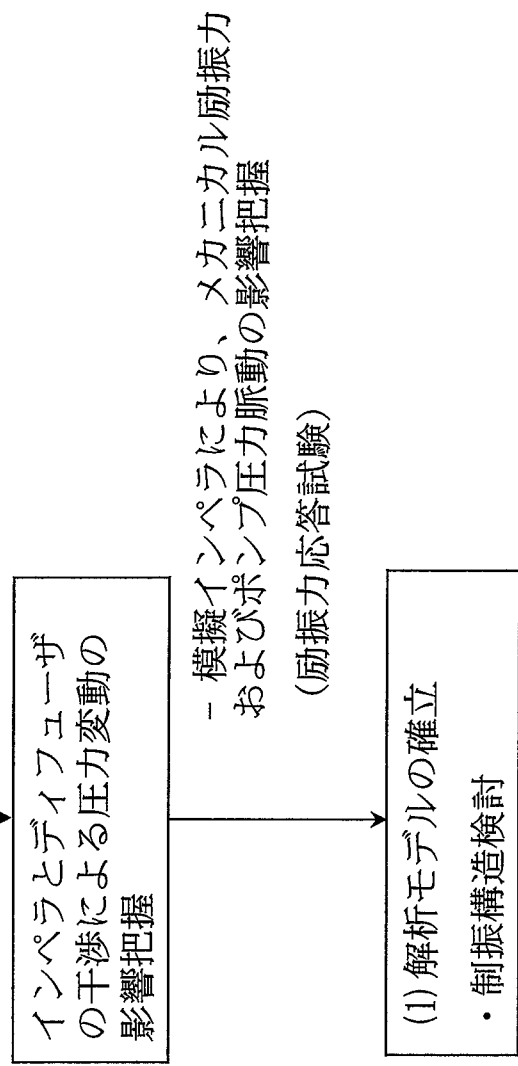 インペラとディフューザ
の干渉による圧力変動の
影響把握
－模擬インペラにより、メカニカル励振力
およびポンプ圧力脈動の影響把握
(励振力応答試験)
(1) 解析モデルの確立
・制振構造検討